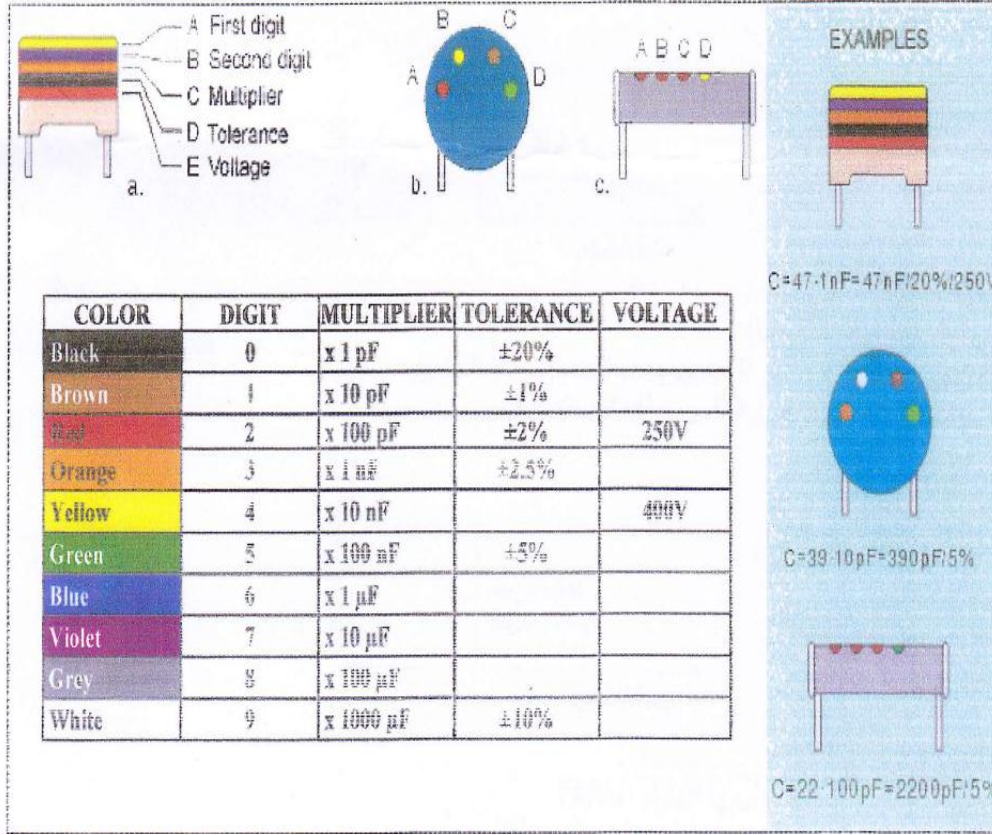 A First digit
B Second digit
C Multiplier
D Tolerance
E Voltage
a.
B C
A D
b.
A B C D
c.
EXAMPLES
C=47·1nF=47nF/20%/250V
C=39·10pF=390pF/5%
C=22·100pF=2200pF/5%
COLOR DIGIT MULTIPLIER TOLERANCE VOLTAGE
Black 0 x 1 pF ±20%
Brown 1 x 10 pF ±1%
Red 2 x 100 pF ±2% 250V
Orange 3 x 1 nF ±2.5%
Yellow 4 x 10 nF 400V
Green 5 x 100 nF ±5%
Blue 6 x 1 µF
Violet 7 x 10 µF
Grey 8 x 100 µF
White 9 x 1000 µF ±10%